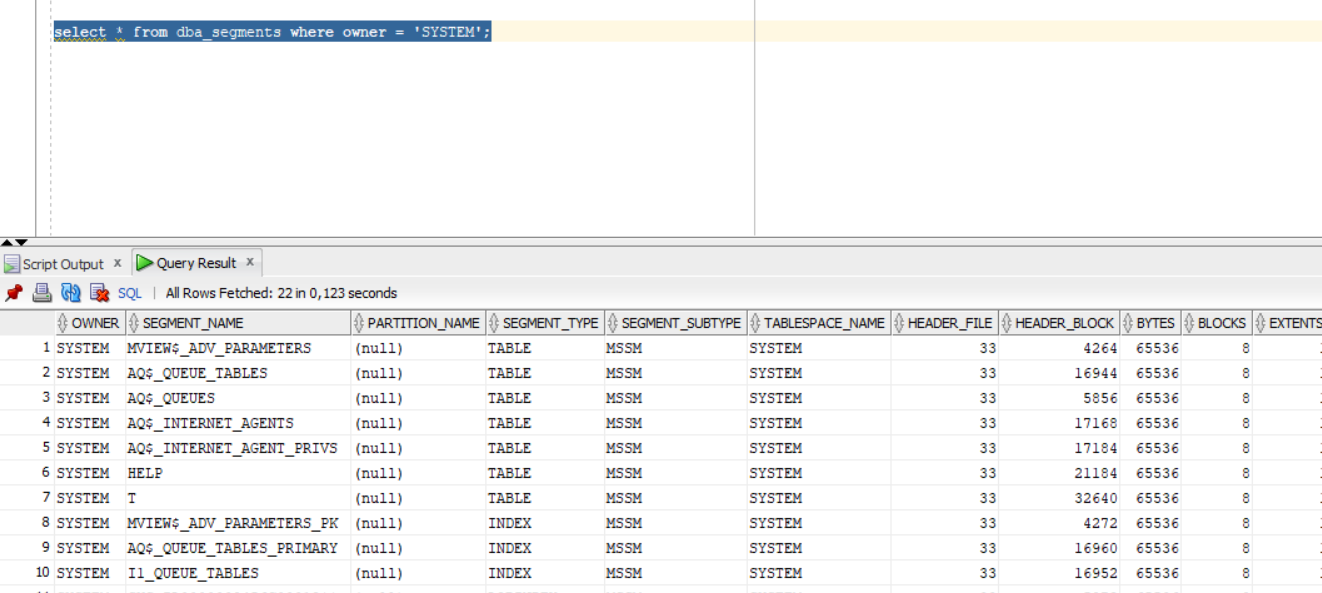 select * from dba_segments where owner = 'SYSTEM';
Script Output x Query Result x
SQL | All Rows Fetched: 22 in 0,123 seconds
OWNER SEGMENT_NAME PARTITION_NAME SEGMENT_TYPE SEGMENT_SUBTYPE TABLESPACE_NAME HEADER_FILE HEADER_BLOCK BYTES BLOCKS EXTENTS
1 SYSTEM MVIEW$_ADV_PARAMETERS (null) TABLE MSSM SYSTEM 33 4264 65536 8
2 SYSTEM AQ$_QUEUE_TABLES (null) TABLE MSSM SYSTEM 33 16944 65536 8
3 SYSTEM AQ$_QUEUES (null) TABLE MSSM SYSTEM 33 5856 65536 8
4 SYSTEM AQ$_INTERNET_AGENTS (null) TABLE MSSM SYSTEM 33 17168 65536 8
5 SYSTEM AQ$_INTERNET_AGENT_PRIVS (null) TABLE MSSM SYSTEM 33 17184 65536 8
6 SYSTEM HELP (null) TABLE MSSM SYSTEM 33 21184 65536 8
7 SYSTEM T (null) TABLE MSSM SYSTEM 33 32640 65536 8
8 SYSTEM MVIEW$_ADV_PARAMETERS_PK (null) INDEX MSSM SYSTEM 33 4272 65536 8
9 SYSTEM AQ$_QUEUE_TABLES_PRIMARY (null) INDEX MSSM SYSTEM 33 16960 65536 8
10 SYSTEM I1_QUEUE_TABLES (null) INDEX MSSM SYSTEM 33 16952 65536 8